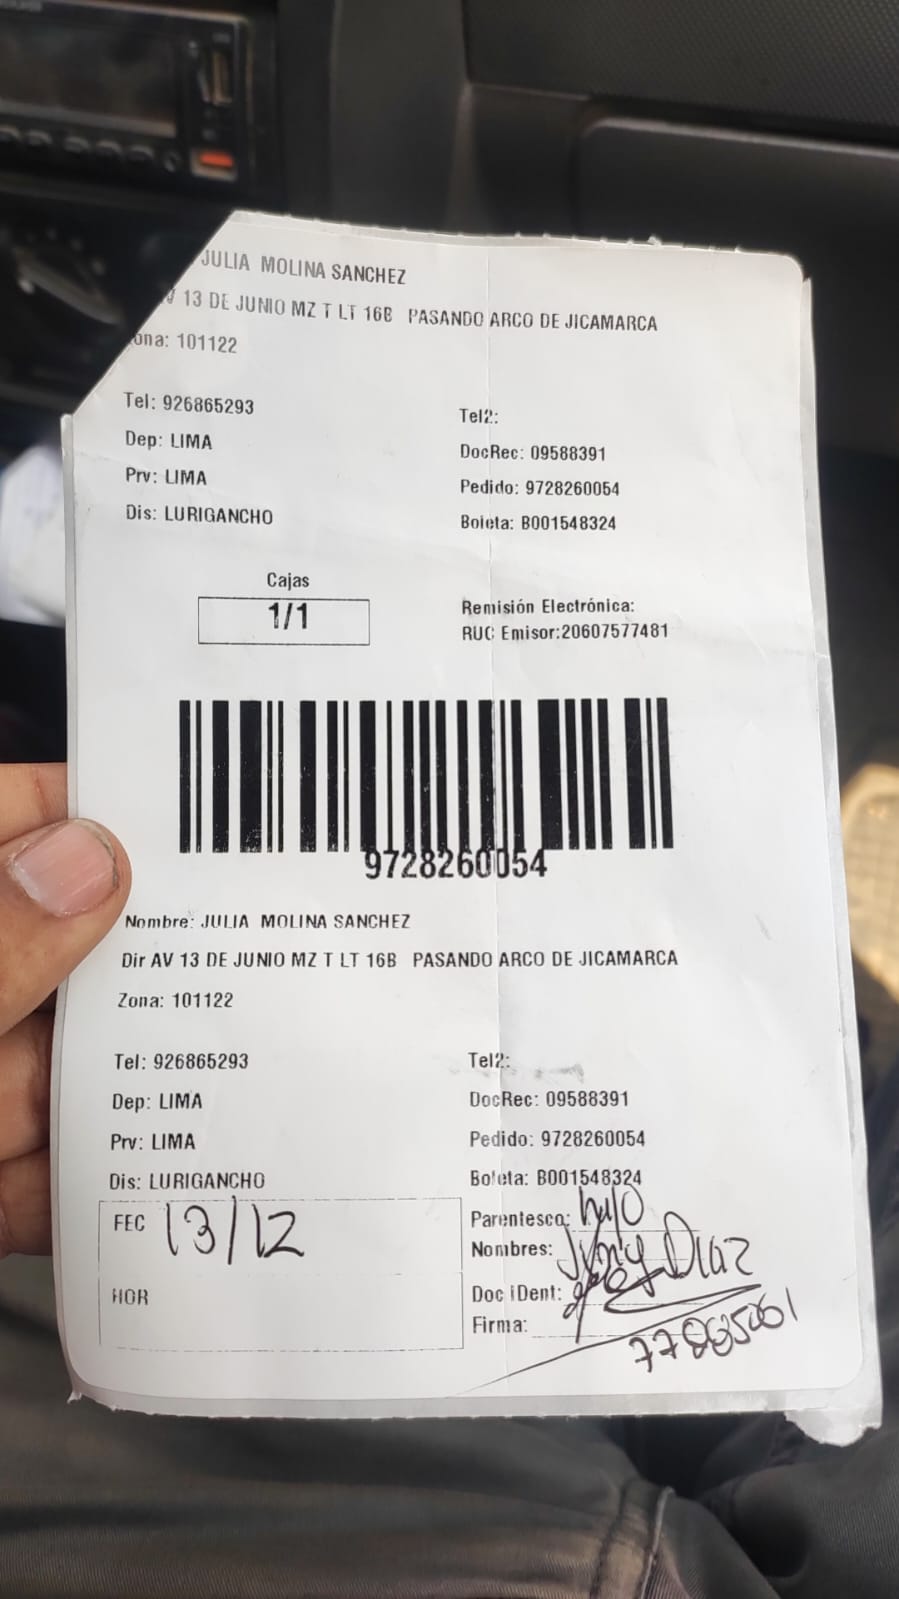 JULIA MOLINA SANCHEZ
AV 13 DE JUNIO MZ T LT 16B PASANDO ARCO DE JICAMARCA
ona: 101122
Tel: 926865293
Tel2:
Dep: LIMA
DocRec: 09588391
Prv: LIMA
Pedido: 9728260054
Dis: LURIGANCHO
Boleta: B001548324
Cajas
1/1
Remisión Electrónica:
RUC Emisor:20607577481
9728260054
Nombre: JULIA MOLINA SANCHEZ
Dir AV 13 DE JUNIO MZ T LT 16B PASANDO ARCO DE JICAMARCA
Zona: 101122
Tel: 926865293
Tel2:
Dep: LIMA
DocRec: 09588391
Prv: LIMA
Pedido: 9728260054
Dis: LURIGANCHO
Boleta: B001548324
FEC 13/12
Parentesco: hijo
Nombres: Diaz
HOR
Doc iDent:
Firma: